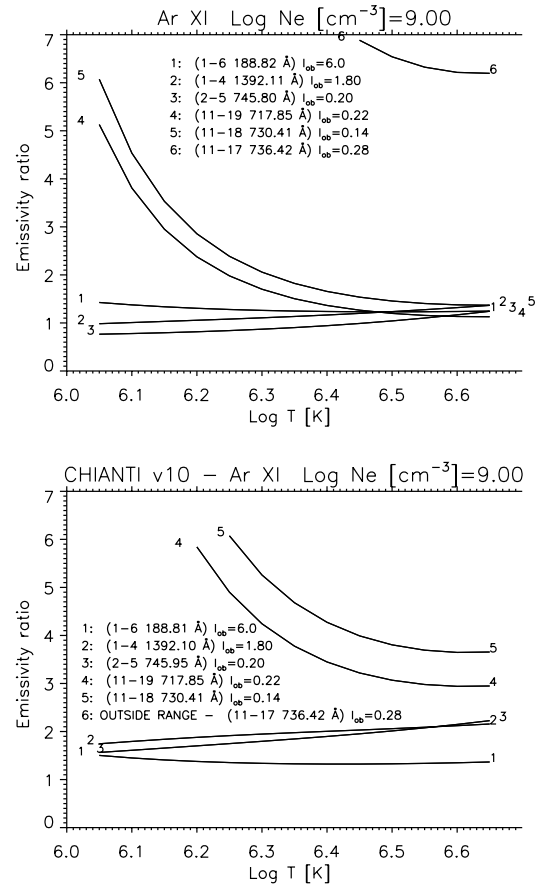 Ar XI Log Ne [cm⁻³]=9.00
7
6
5
4
3
2
1
0
Emissivity ratio
1: (1−6 188.82 Å) Iob=6.0
2: (1−4 1392.11 Å) Iob=1.80
3: (2−5 745.80 Å) Iob=0.20
4: (11−19 717.85 Å) Iob=0.22
5: (11−18 730.41 Å) Iob=0.14
6: (11−17 736.42 Å) Iob=0.28
6
6
5
4
1
2
3
1 2 3 4 5
6.0 6.1 6.2 6.3 6.4 6.5 6.6
Log T [K]
CHIANTI v10 − Ar XI Log Ne [cm⁻³]=9.00
7
6
5
4
3
2
1
0
Emissivity ratio
4
5
1: (1−6 188.81 Å) Iob=6.0
2: (1−4 1392.10 Å) Iob=1.80
3: (2−5 745.95 Å) Iob=0.20
4: (11−19 717.85 Å) Iob=0.22
5: (11−18 730.41 Å) Iob=0.14
6: OUTSIDE RANGE − (11−17 736.42 Å) Iob=0.28
5
4
2 3
1 2 3
1
6.0 6.1 6.2 6.3 6.4 6.5 6.6
Log T [K]